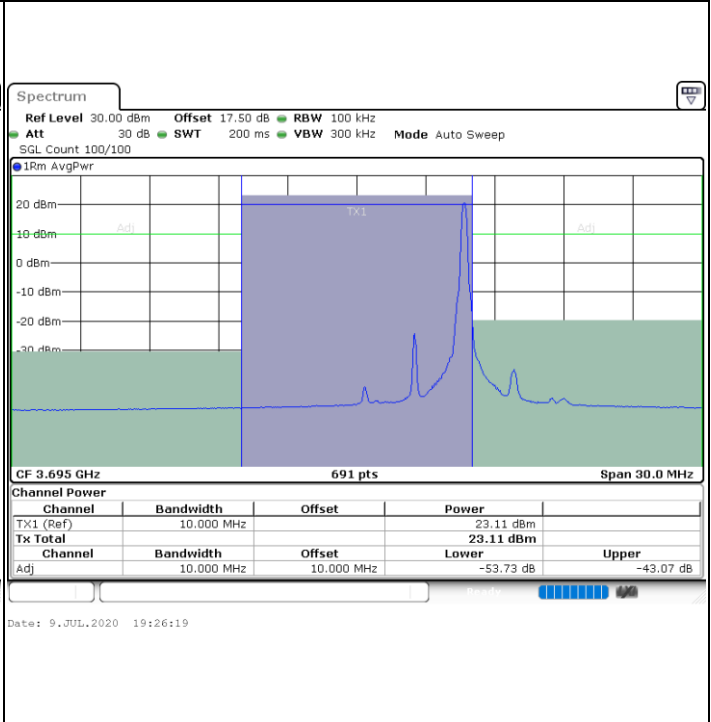 Spectrum
Ref Level 30.00 dBm Offset 17.50 dB RBW 100 kHz
Att 30 dB SWT 200 ms VBW 300 kHz Mode Auto Sweep
SGL Count 100/100
1Rm AvgPwr
20 dBm
TX1
Adj Adj
10 dBm
0 dBm
-10 dBm
-20 dBm
-30 dBm
CF 3.695 GHz 691 pts Span 30.0 MHz
Channel Power
Channel Bandwidth Offset Power
TX1 (Ref) 10.000 MHz 23.11 dBm
Tx Total 23.11 dBm
Channel Bandwidth Offset Lower Upper
Adj 10.000 MHz 10.000 MHz -53.73 dB -43.07 dB
Ready
Date: 9.JUL.2020 19:26:19